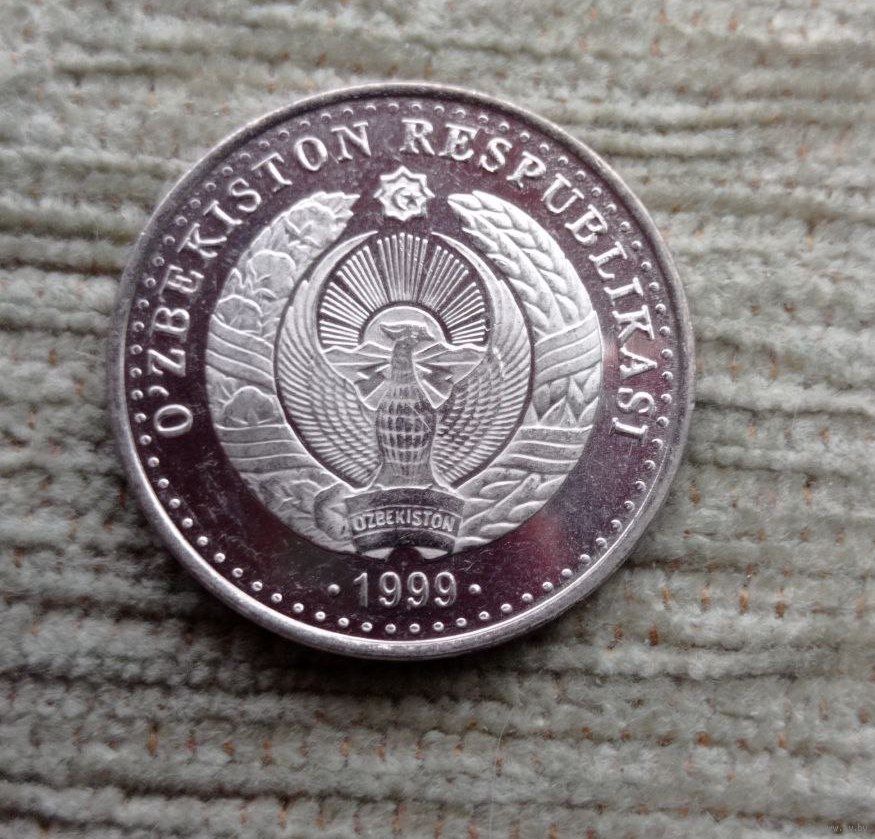 O'ZBEKISTON RESPUBLIKASI
O'ZBEKISTON
· 1999 ·